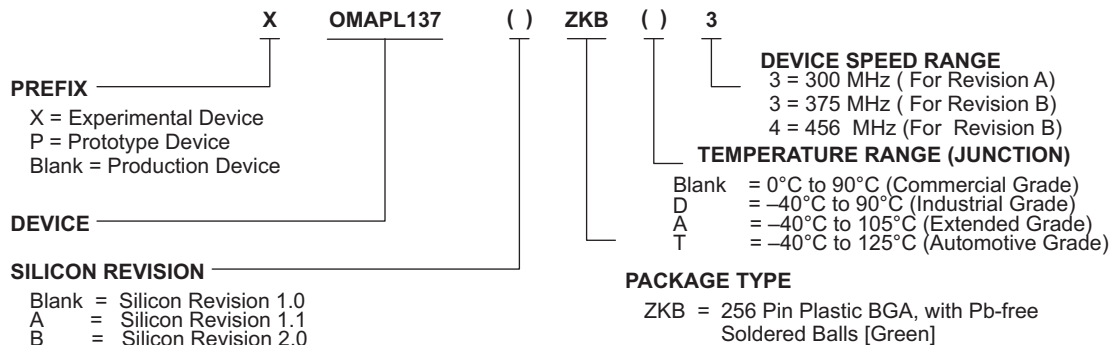 X OMAPL137 ( ) ZKB ( ) 3
PREFIX
X = Experimental Device
P = Prototype Device
Blank = Production Device
DEVICE
SILICON REVISION
Blank = Silicon Revision 1.0
A = Silicon Revision 1.1
B = Silicon Revision 2.0
DEVICE SPEED RANGE
3 = 300 MHz ( For Revision A)
3 = 375 MHz ( For Revision B)
4 = 456 MHz (For Revision B)
TEMPERATURE RANGE (JUNCTION)
Blank = 0°C to 90°C (Commercial Grade)
D = –40°C to 90°C (Industrial Grade)
A = –40°C to 105°C (Extended Grade)
T = –40°C to 125°C (Automotive Grade)
PACKAGE TYPE
ZKB = 256 Pin Plastic BGA, with Pb-free
Soldered Balls [Green]